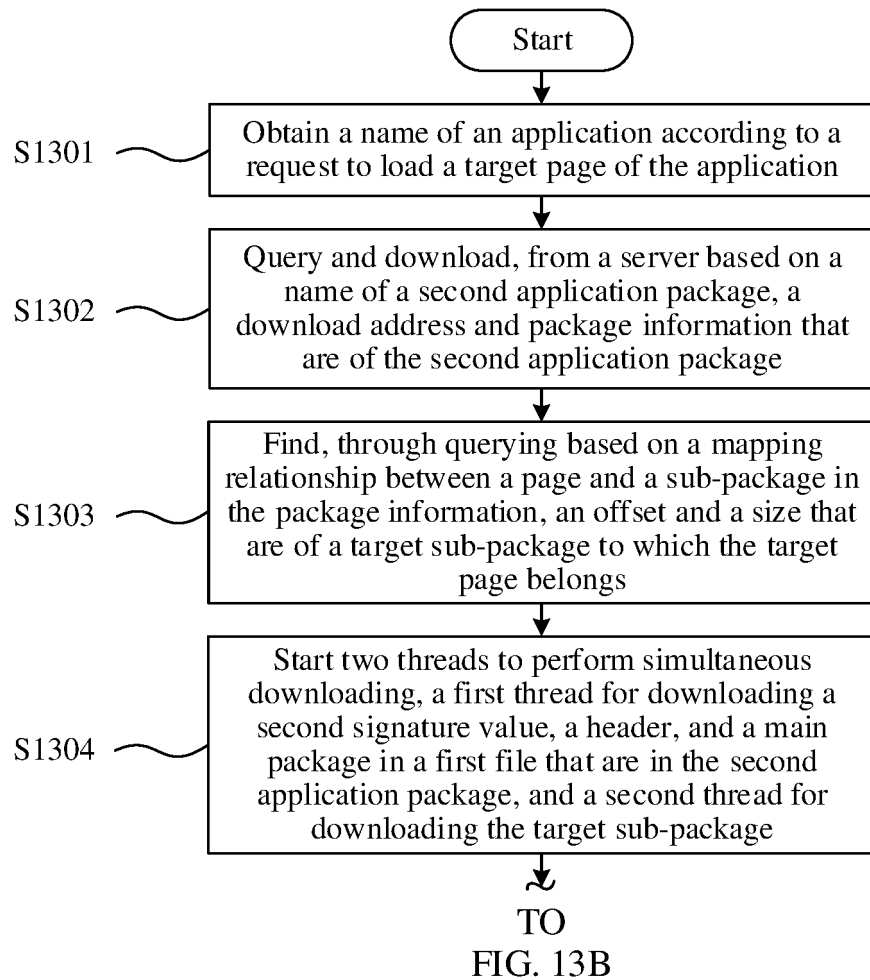 Start
S1301
Obtain a name of an application according to a
request to load a target page of the application
S1302
Query and download, from a server based on a
name of a second application package, a
download address and package information that
are of the second application package
S1303
Find, through querying based on a mapping
relationship between a page and a sub-package in
the package information, an offset and a size that
are of a target sub-package to which the target
page belongs
S1304
Start two threads to perform simultaneous
downloading, a first thread for downloading a
second signature value, a header, and a main
package in a first file that are in the second
application package, and a second thread for
downloading the target sub-package
TO
FIG. 13B